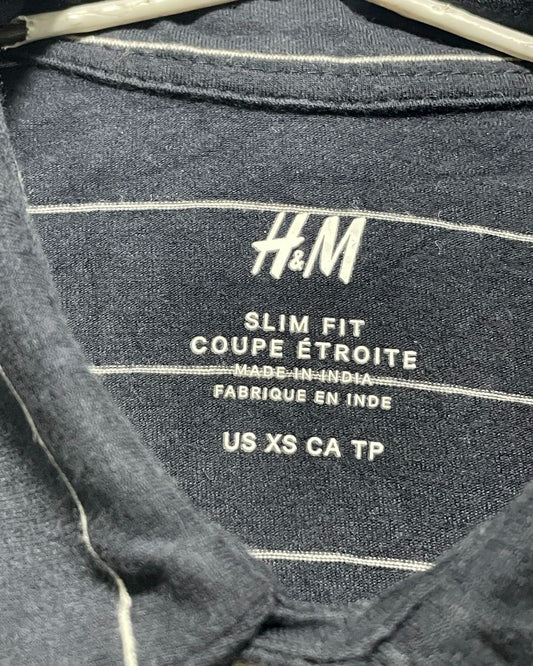 H&M
SLIM FIT
COUPE ÉTROITE
MADE IN INDIA
FABRIQUE EN INDE
US XS CA TP